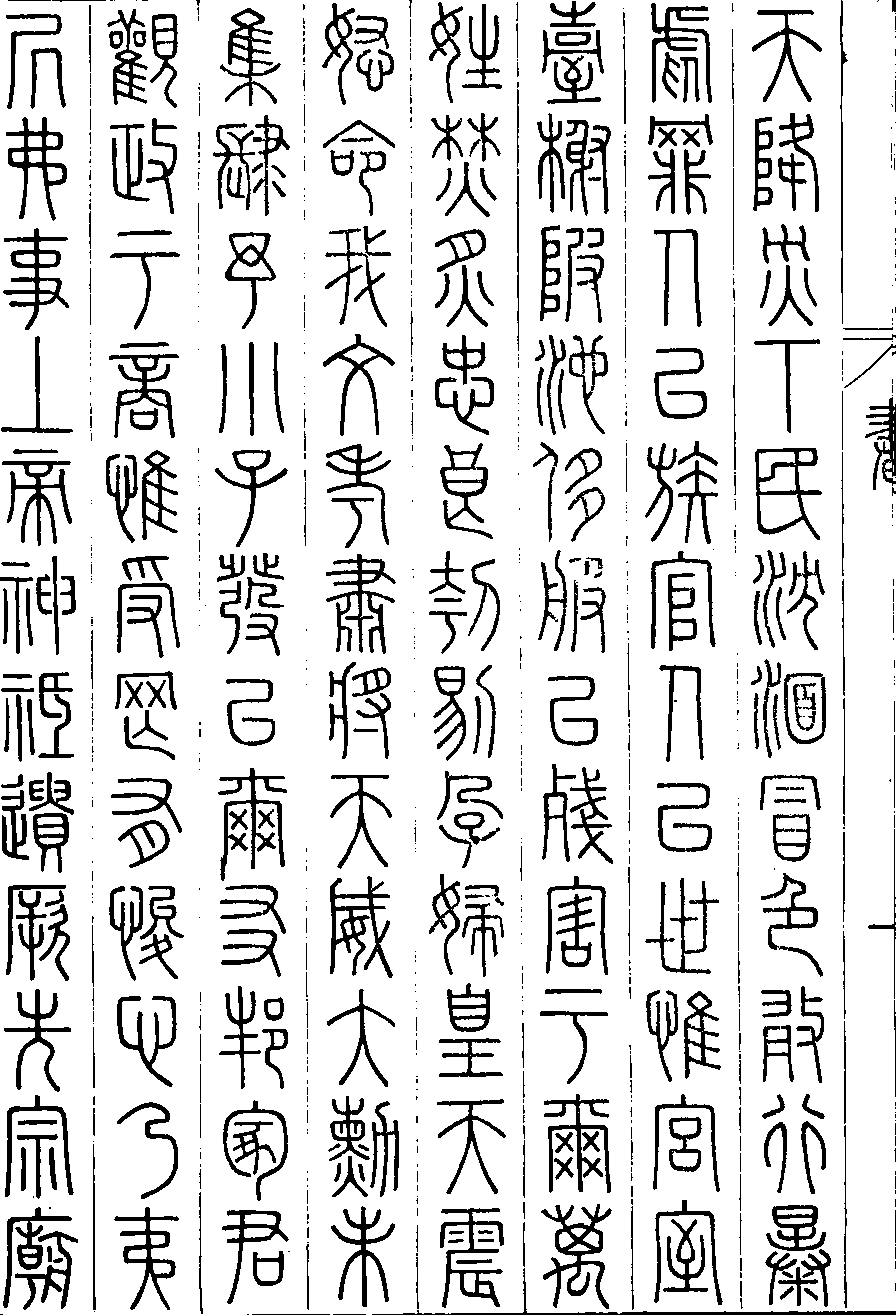 天降災下民沈湎冒色敢行暴
虐罪人以族官人以世惟宮室
臺榭陂池侈服以殘害于爾萬
姓焚炙忠良刳剔孕婦皇天震
怒命我文考肅將天威大勳未
集肆予小子發以爾友邦冢君
觀政于商惟受罔有悛心乃夷
凥弗事上帝神祇遺厥先宗廟